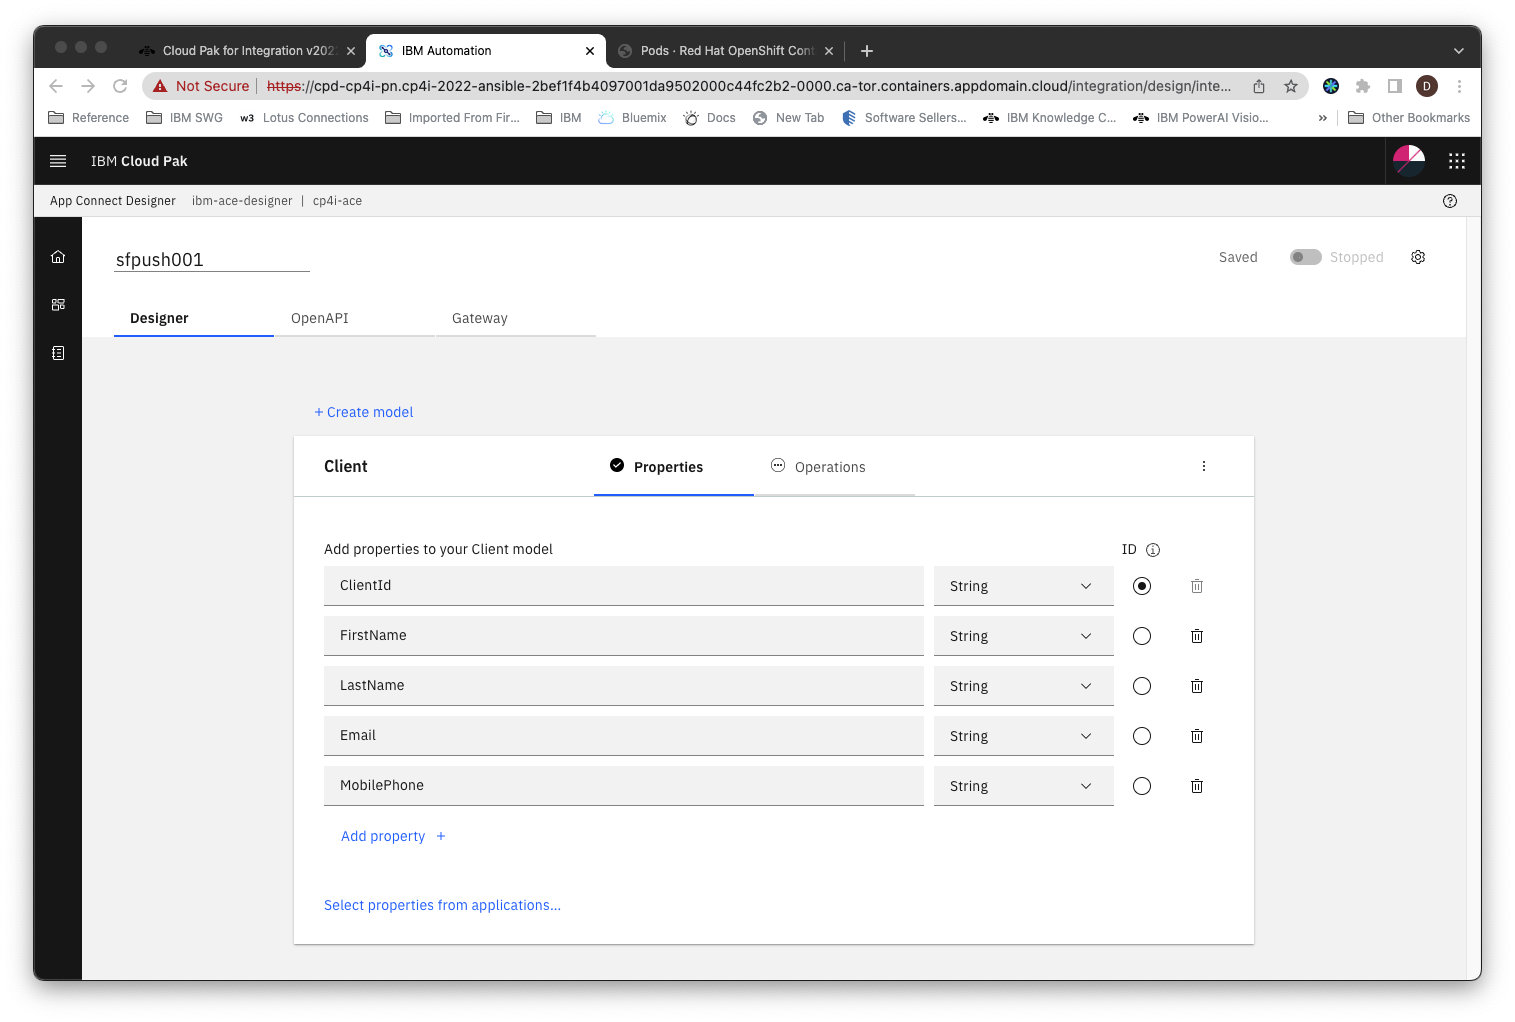 Cloud Pak for Integration v202
IBM Automation
Pods · Red Hat OpenShift Cont
Not Secure
https://cpd-cp4i-pn.cp4i-2022-ansible-2bef1f4b4097001da9502000c44fc2b2-0000.ca-tor.containers.appdomain.cloud/integration/design/inte...
D
Reference
IBM SWG
w3 Lotus Connections
Imported From Fir...
IBM
Bluemix
Docs
New Tab
Software Sellers...
IBM Knowledge C...
IBM PowerAI Visio...
»
Other Bookmarks
IBM Cloud Pak
App Connect Designer ibm-ace-designer | cp4i-ace
sfpush001
Saved
Stopped
Designer
OpenAPI
Gateway
+ Create model
Client
Properties
Operations
Add properties to your Client model
ID
ClientId
String
FirstName
String
LastName
String
Email
String
MobilePhone
String
Add property +
Select properties from applications...